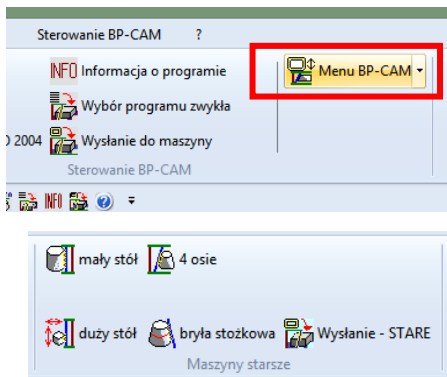 Sterowanie BP-CAM ?
INFO Informacja o programie
Menu BP-CAM
Wybór programu zwykła
2004 Wysłanie do maszyny
Sterowanie BP-CAM
INFO ?
mały stół 4 osie
duży stół bryła stożkowa Wysłanie - STARE
Maszyny starsze